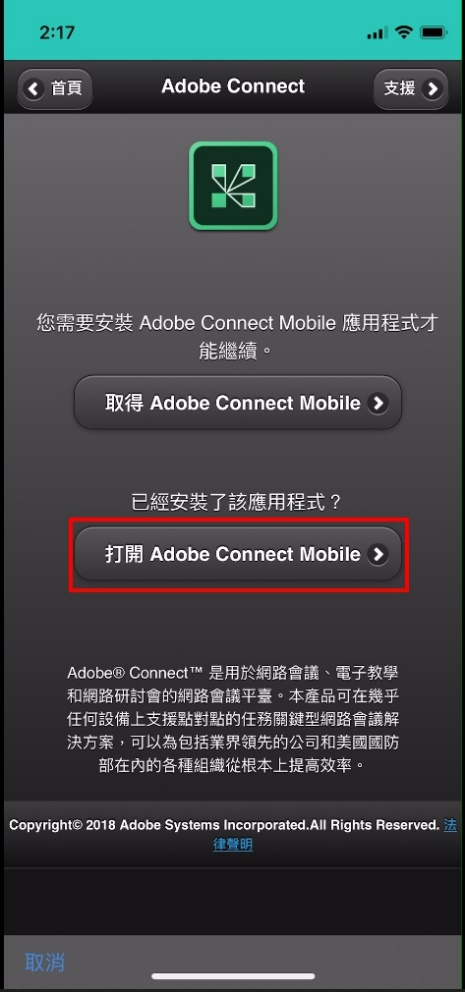 2:17
首頁
Adobe Connect
支援
您需要安裝 Adobe Connect Mobile 應用程式才
能繼續。
取得 Adobe Connect Mobile
已經安裝了該應用程式？
打開 Adobe Connect Mobile
Adobe® Connect™ 是用於網路會議、電子教學
和網路研討會的網路會議平臺。本產品可在幾乎
任何設備上支援點對點的任務關鍵型網路會議解
決方案，可以為包括業界領先的公司和美國國防
部在內的各種組織從根本上提高效率。
Copyright© 2018 Adobe Systems Incorporated.All Rights Reserved. 法
律聲明
取消